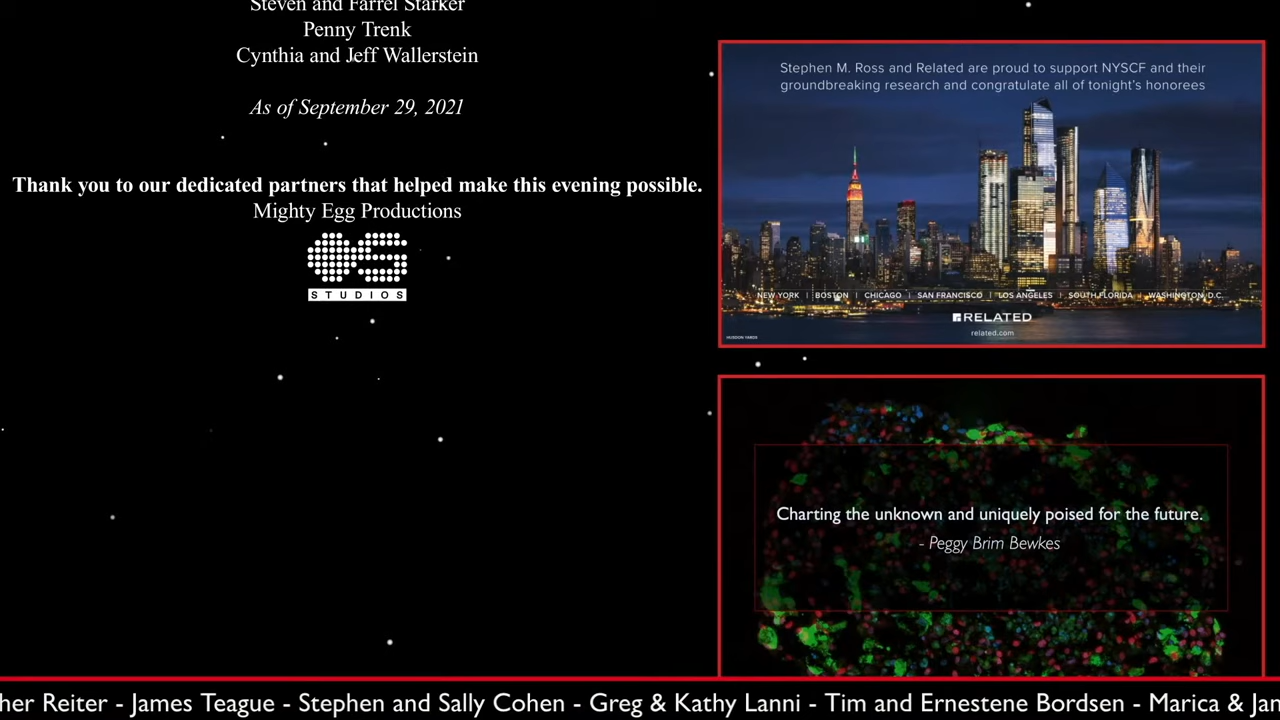 Steven and Farrel Starker
Penny Trenk
Cynthia and Jeff Wallerstein
As of September 29, 2021
Thank you to our dedicated partners that helped make this evening possible.
Mighty Egg Productions
OS
STUDIOS
Stephen M. Ross and Related are proud to support NYSCF and their
groundbreaking research and congratulate all of tonight's honorees
NEW YORK | BOSTON | CHICAGO | SAN FRANCISCO | LOS ANGELES | SOUTH FLORIDA | WASHINGTON, D.C.
RELATED
related.com
HUDSON YARDS
Charting the unknown and uniquely poised for the future.
- Peggy Brim Bewkes
her Reiter - James Teague - Stephen and Sally Cohen - Greg & Kathy Lanni - Tim and Ernestene Bordsen - Marica & Jan